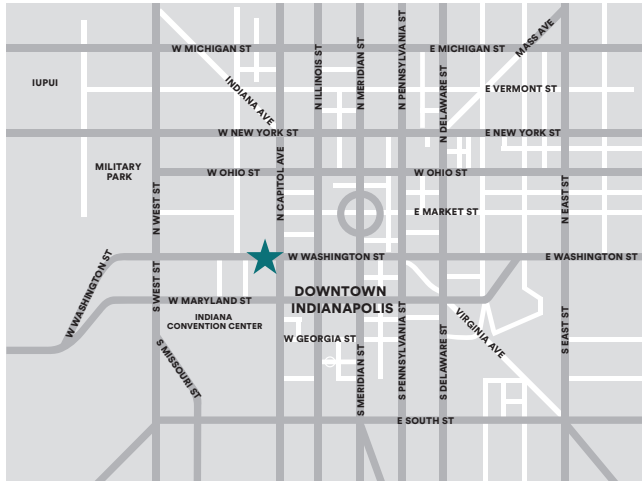 W MICHIGAN ST
E MICHIGAN ST
MASS AVE
IUPUI
INDIANA AVE
N ILLINOIS ST
N MERIDIAN ST
N PENNSYLVANIA ST
N DELAWARE ST
E VERMONT ST
W NEW YORK ST
E NEW YORK ST
MILITARY
PARK
W OHIO ST
W OHIO ST
N CAPITOL AVE
N WEST ST
N EAST ST
E MARKET ST
W WASHINGTON ST
W WASHINGTON ST
E WASHINGTON ST
S WEST ST
W MARYLAND ST
DOWNTOWN
INDIANAPOLIS
INDIANA
CONVENTION CENTER
W GEORGIA ST
S MISSOURI ST
S MERIDIAN ST
S PENNSYLVANIA ST
S DELAWARE ST
VIRGINIA AVE
S EAST ST
E SOUTH ST